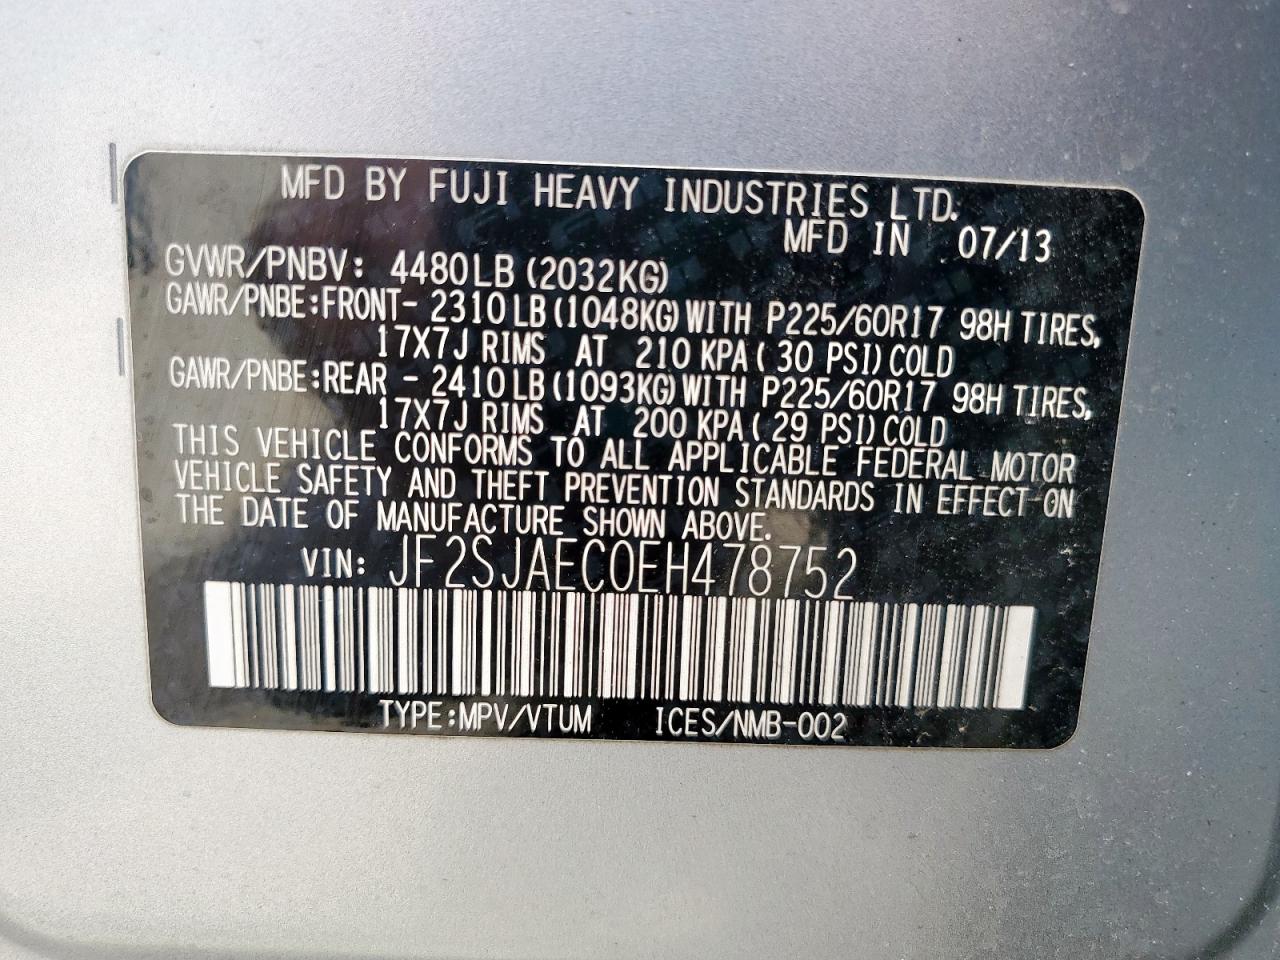 MFD BY FUJI HEAVY INDUSTRIES LTD.
MFD IN 07/13
GVWR/PNBV: 4480LB (2032KG)
GAWR/PNBE:FRONT- 2310LB (1048KG) WITH P225/60R17 98H TIRES,
17X7J RIMS AT 210 KPA ( 30 PSI) COLD
GAWR/PNBE:REAR - 2410LB (1093KG) WITH P225/60R17 98H TIRES,
17X7J RIMS AT 200 KPA ( 29 PSI) COLD
THIS VEHICLE CONFORMS TO ALL APPLICABLE FEDERAL MOTOR
VEHICLE SAFETY AND THEFT PREVENTION STANDARDS IN EFFECT ON
THE DATE OF MANUFACTURE SHOWN ABOVE.
VIN: JF2SJAEC0EH478752
TYPE:MPV/VTUM ICES/NMB-002